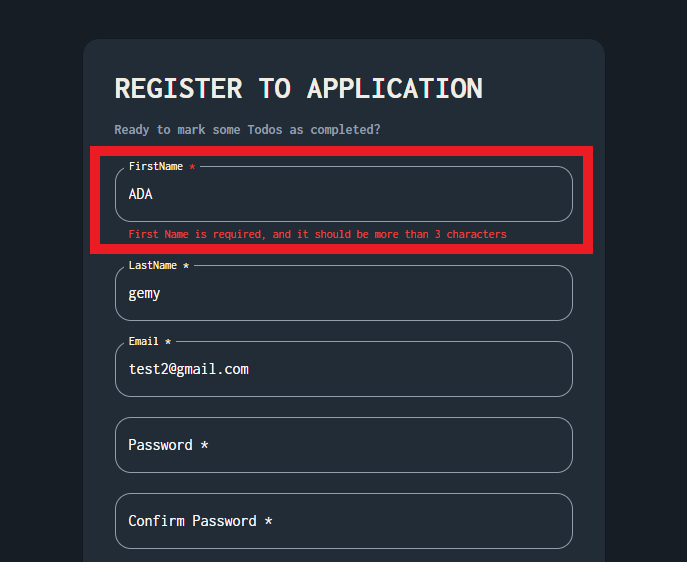 REGISTER TO APPLICATION
Ready to mark some Todos as completed?
FirstName *
ADA
First Name is required, and it should be more than 3 characters
LastName *
gemy
Email *
test2@gmail.com
Password *
Confirm Password *